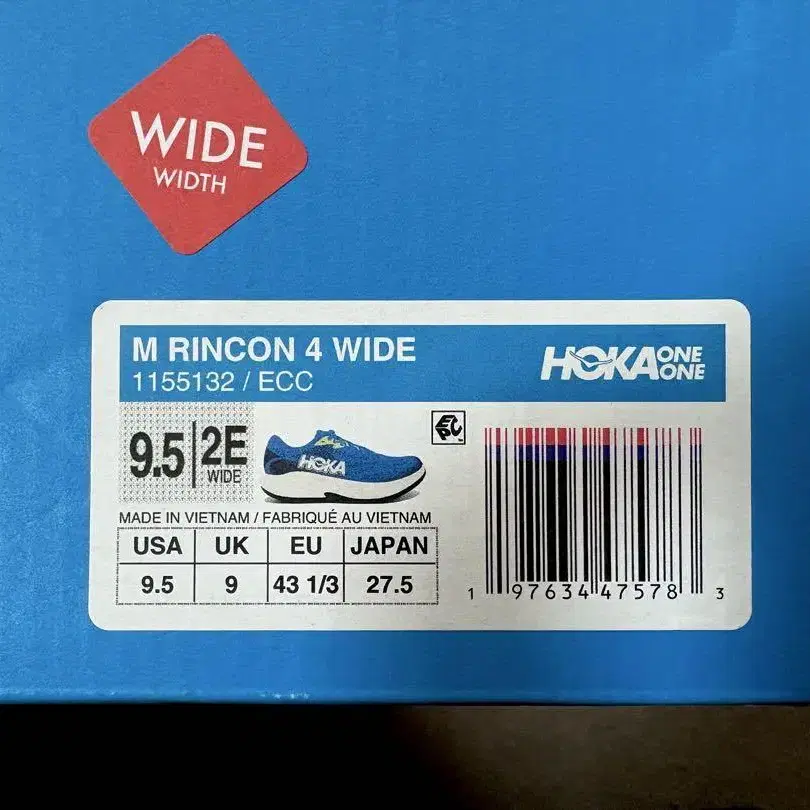 WIDE
WIDTH
M RINCON 4 WIDE
1155132 / ECC
HOKA ONE ONE
9.5 2E
WIDE
HOKA
EPC
MADE IN VIETNAM / FABRIQUÉ AU VIETNAM
USA UK EU JAPAN
9.5 9 43 1/3 27.5
1 97634 47578 3